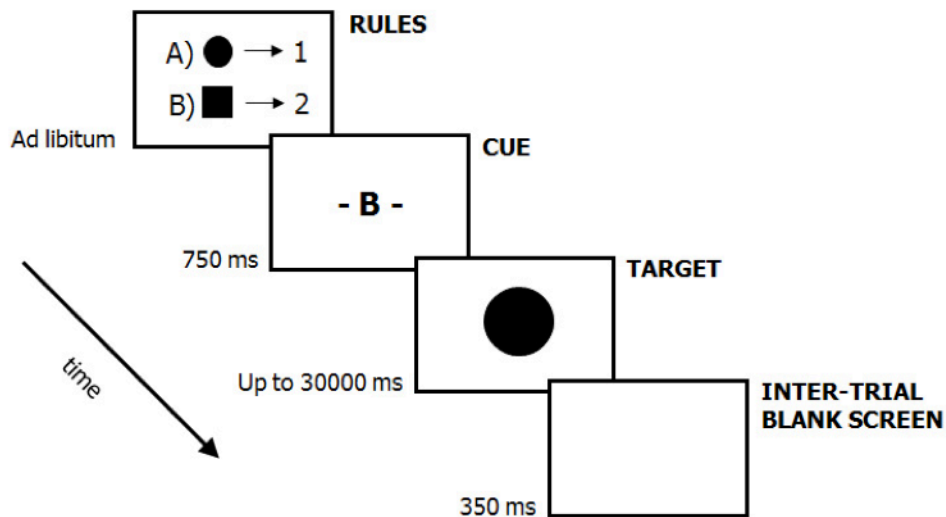 RULES
A) → 1
B) → 2
Ad libitum
CUE
- B -
750 ms
TARGET
Up to 30000 ms
time
INTER-TRIAL
BLANK SCREEN
350 ms